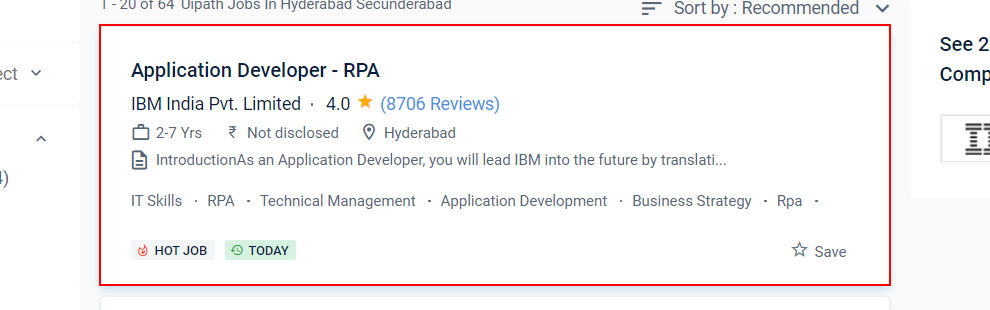 1 - 20 of 64 Uipath Jobs In Hyderabad Secunderabad
Sort by : Recommended
ect
4)
Application Developer - RPA
IBM India Pvt. Limited · 4.0 ★ (8706 Reviews)
2-7 Yrs ₹ Not disclosed Hyderabad
IntroductionAs an Application Developer, you will lead IBM into the future by translati...
IT Skills · RPA · Technical Management · Application Development · Business Strategy · Rpa ·
HOT JOB TODAY Save
See 2
Comp